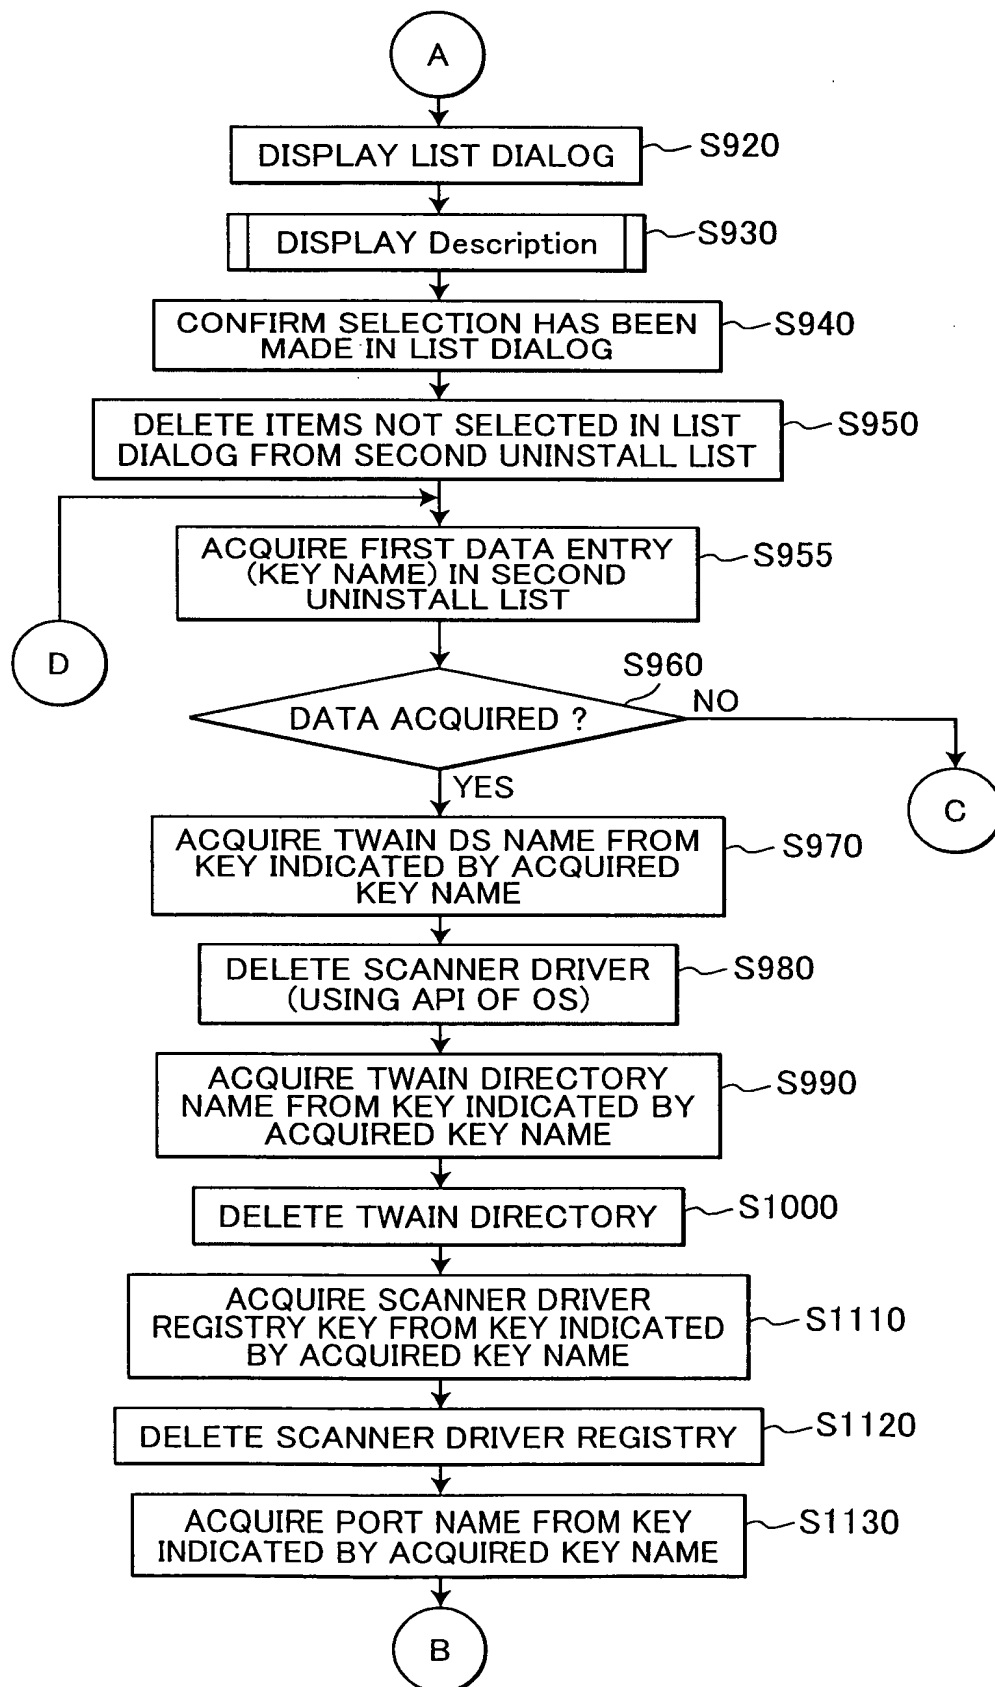 A
DISPLAY LIST DIALOG
S920
DISPLAY Description
S930
CONFIRM SELECTION HAS BEEN
MADE IN LIST DIALOG
S940
DELETE ITEMS NOT SELECTED IN LIST
DIALOG FROM SECOND UNINSTALL LIST
S950
ACQUIRE FIRST DATA ENTRY
(KEY NAME) IN SECOND
UNINSTALL LIST
S955
D
S960
DATA ACQUIRED ?
NO
YES
C
ACQUIRE TWAIN DS NAME FROM
KEY INDICATED BY ACQUIRED
KEY NAME
S970
DELETE SCANNER DRIVER
(USING API OF OS)
S980
ACQUIRE TWAIN DIRECTORY
NAME FROM KEY INDICATED BY
ACQUIRED KEY NAME
S990
DELETE TWAIN DIRECTORY
S1000
ACQUIRE SCANNER DRIVER
REGISTRY KEY FROM KEY INDICATED
BY ACQUIRED KEY NAME
S1110
DELETE SCANNER DRIVER REGISTRY
S1120
ACQUIRE PORT NAME FROM KEY
INDICATED BY ACQUIRED KEY NAME
S1130
B